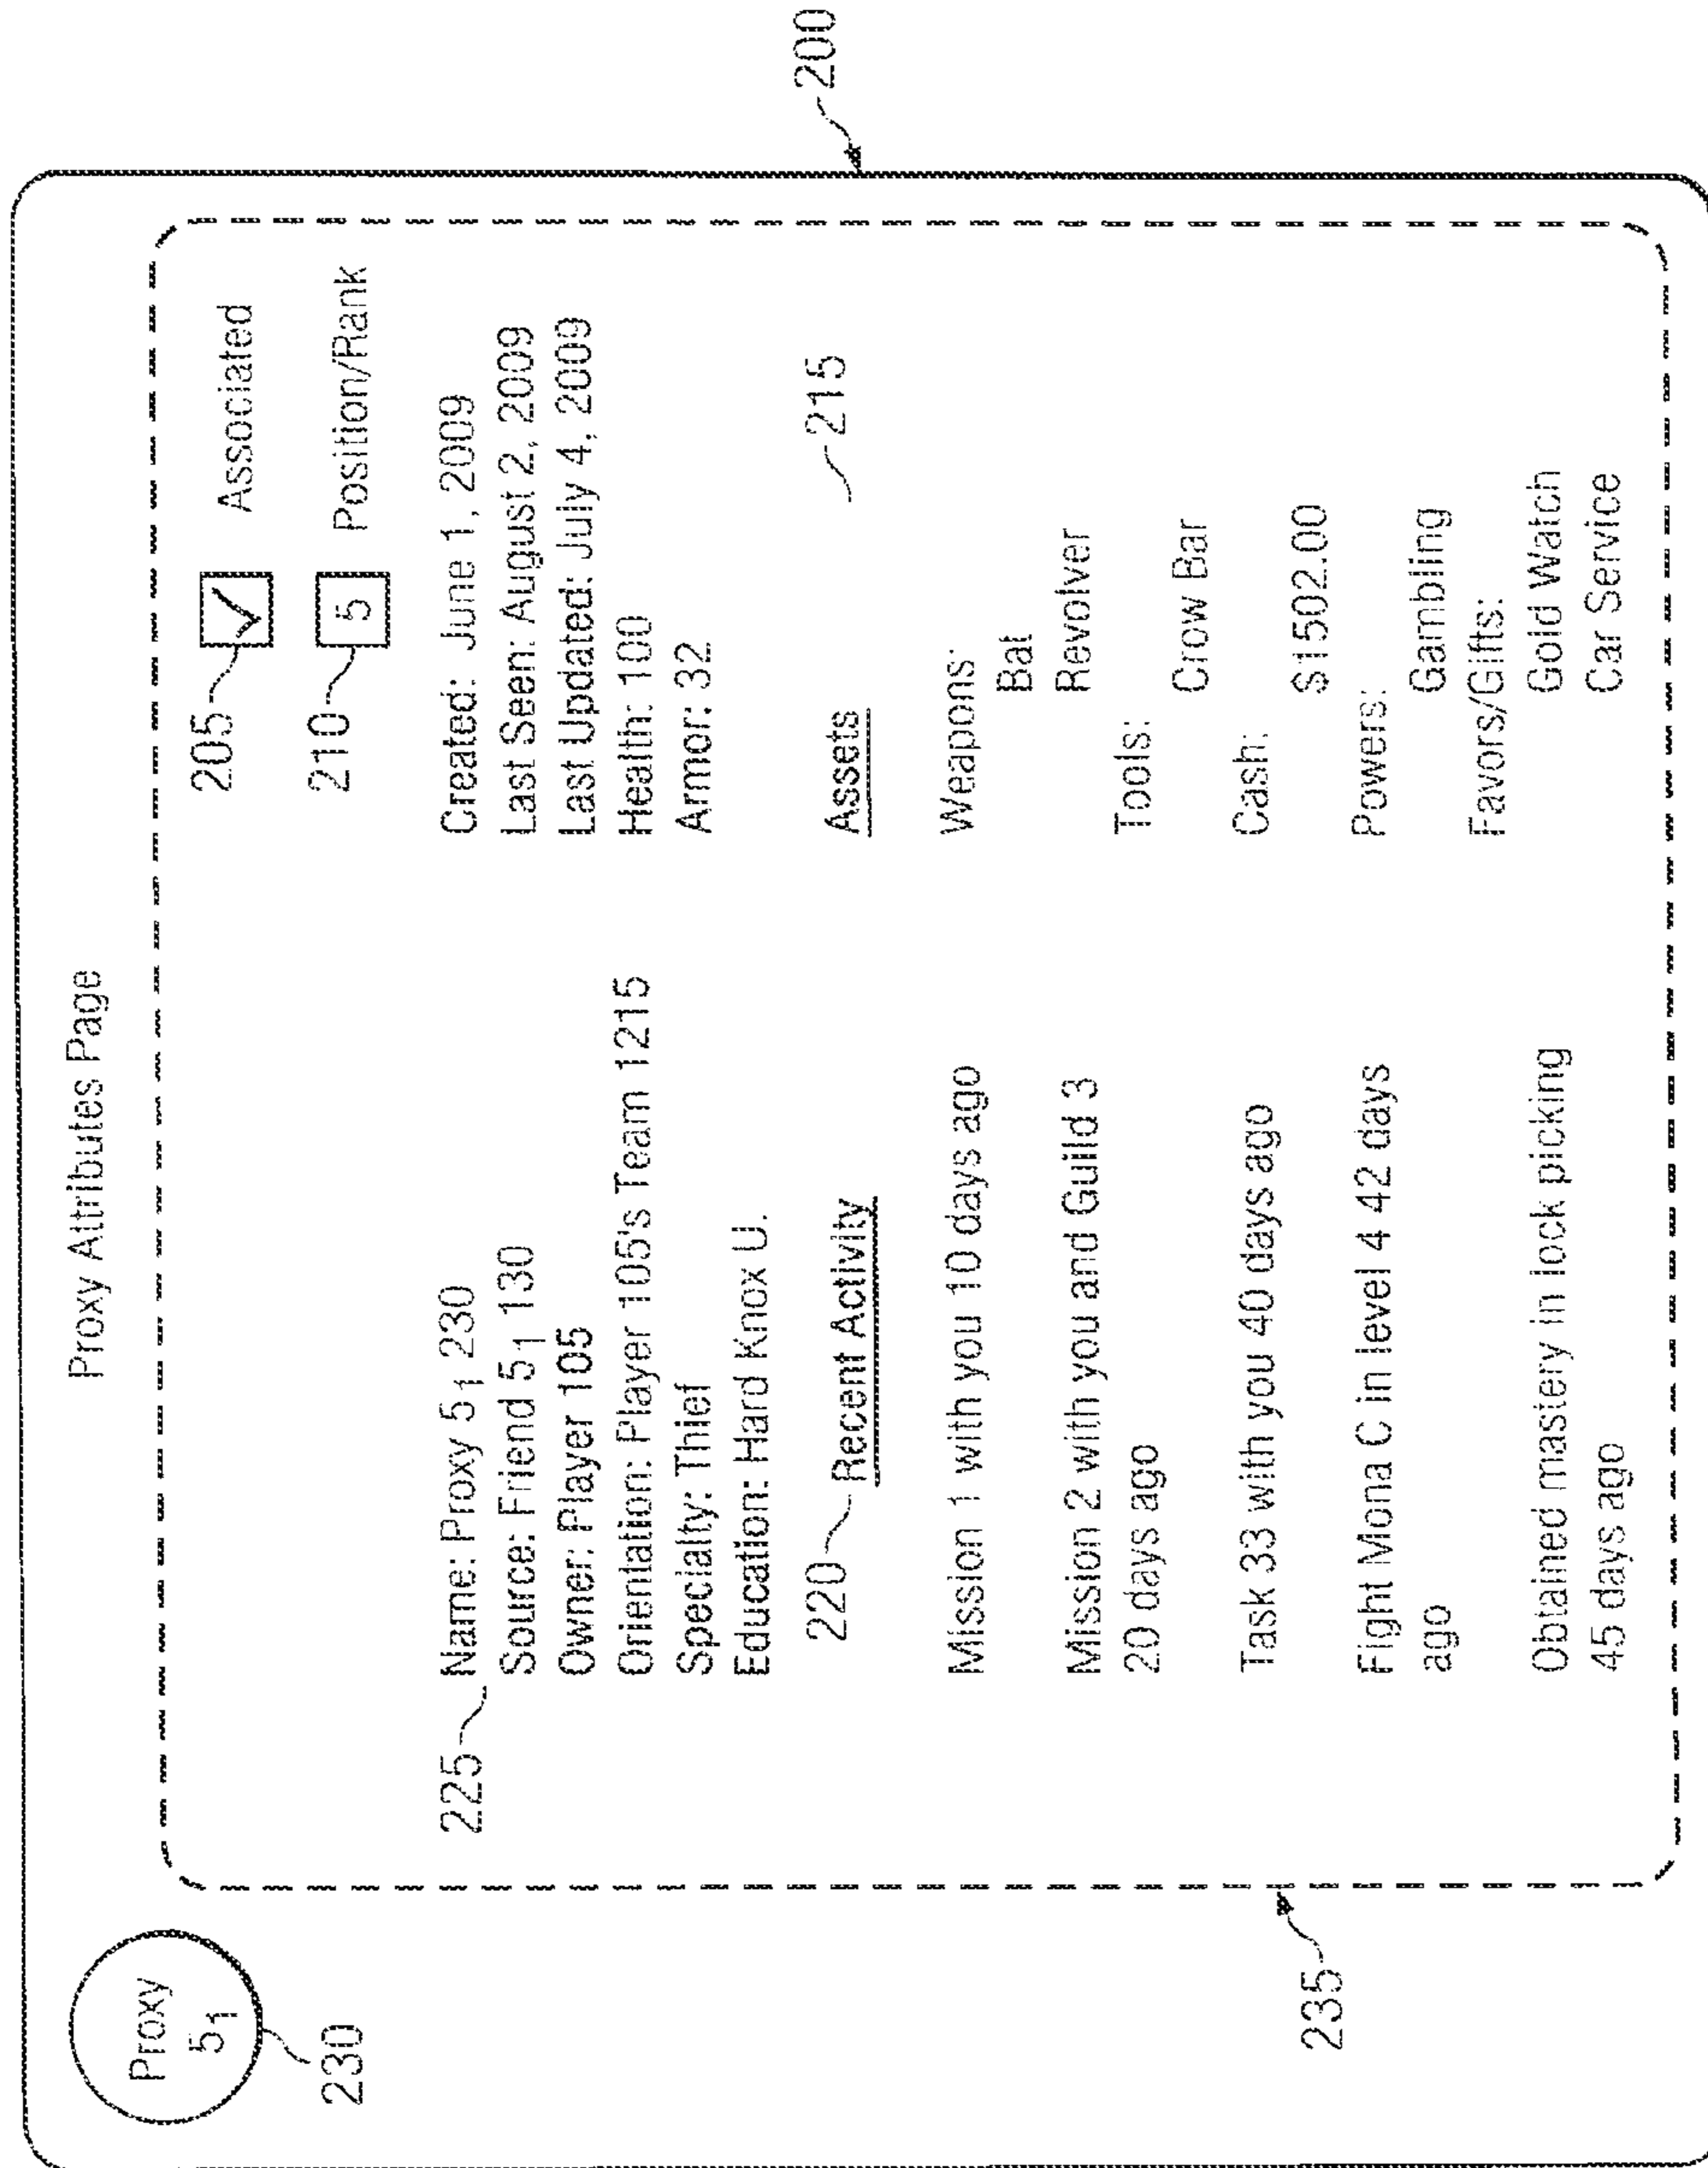 Proxy Attributes Page
Proxy
5₁
230
205
✓ Associated
210
5 Position/Rank
225
Name: Proxy 5₁ 230
Source: Friend 5₁ 130
Owner: Player 105
Orientation: Player 105's Team 1215
Specialty: Thief
Education: Hard Knox U.
Created: June 1, 2009
Last Seen: August 2, 2009
Last Updated: July 4, 2009
Health: 100
Armor: 32
220
Recent Activity
Mission 1 with you 10 days ago
Mission 2 with you and Guild 3
20 days ago
Task 33 with you 40 days ago
Fight Mona C in level 4 42 days
ago
Obtained mastery in lock picking
45 days ago
Assets
215
Weapons:
Bat
Revolver
Tools:
Crow Bar
Cash:
$1502.00
Powers:
Gambling
Favors/Gifts:
Gold Watch
Car Service
235
200